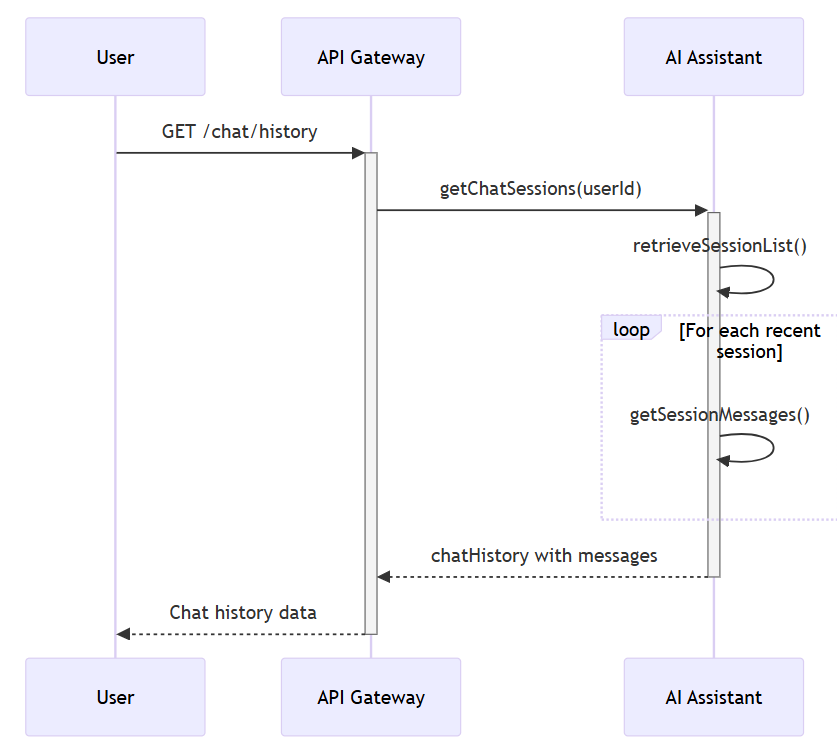 User
API Gateway
AI Assistant
GET /chat/history
getChatSessions(userId)
retrieveSessionList()
loop
[For each recent
session]
getSessionMessages()
chatHistory with messages
Chat history data
User
API Gateway
AI Assistant